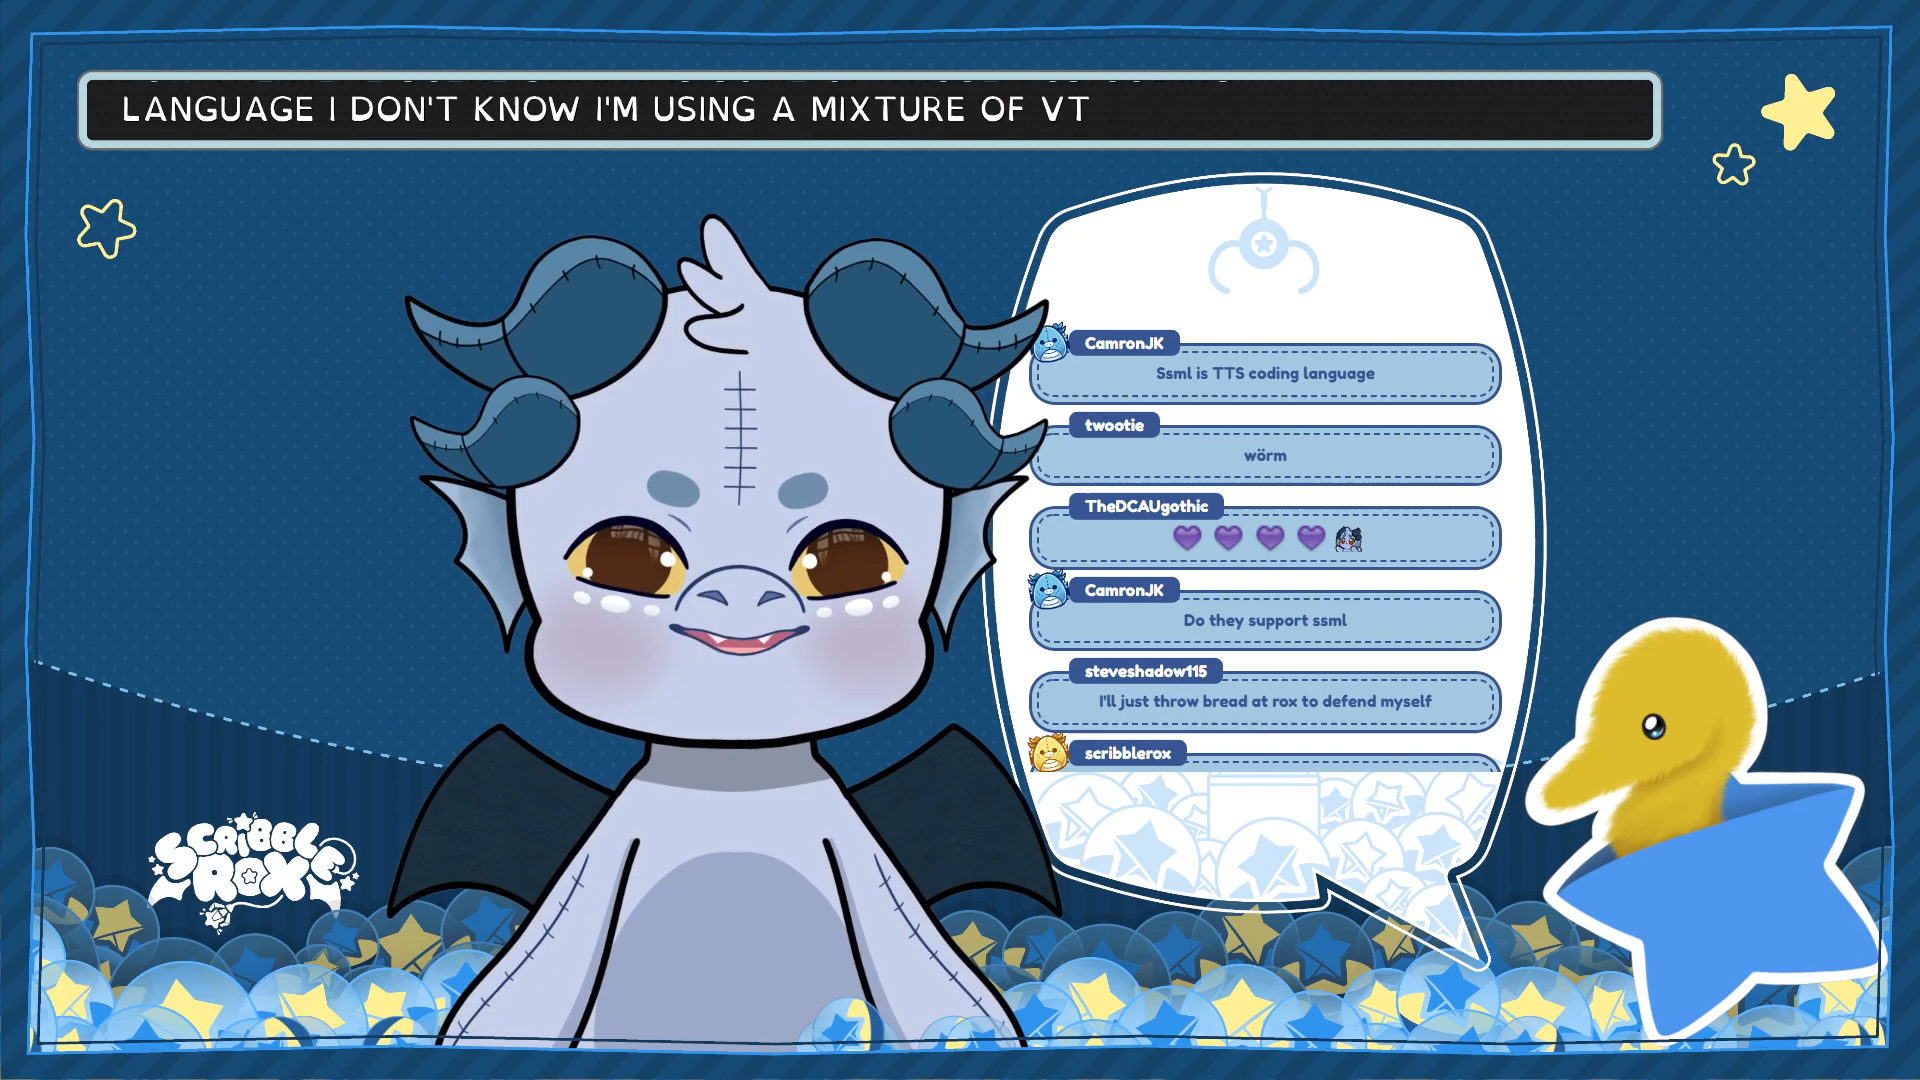 LANGUAGE I DON'T KNOW I'M USING A MIXTURE OF VT
CamronJK
Ssml is TTS coding language
twootie
wörm
TheDCAUgothic
CamronJK
Do they support ssml
steveshadow115
I'll just throw bread at rox to defend myself
scribblerox
SCRIBBLE
ROX